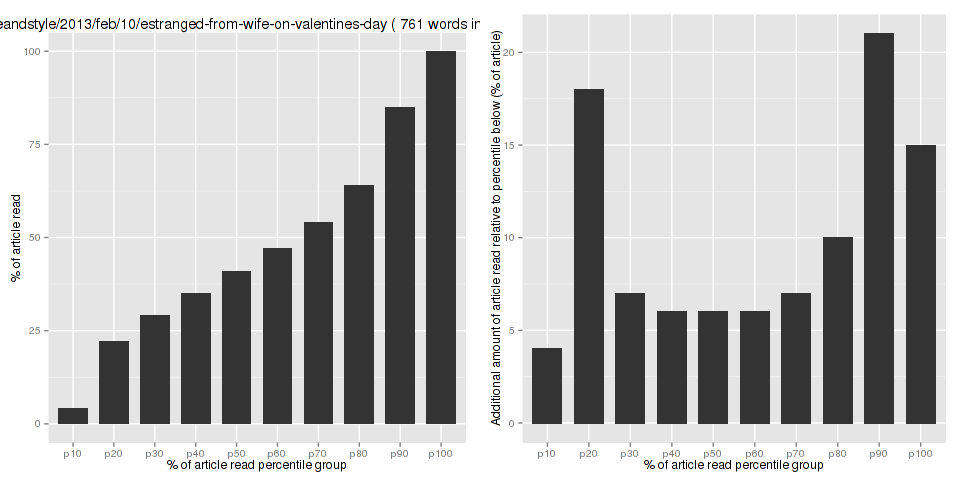 eandstyle/2013/feb/10/estranged-from-wife-on-valentines-day ( 761 words in
% of article read
100
75
50
25
0
p10 p20 p30 p40 p50 p60 p70 p80 p90 p100
% of article read percentile group
Additional amount of article read relative to percentile below (% of article)
20
15
10
5
0
p10 p20 p30 p40 p50 p60 p70 p80 p90 p100
% of article read percentile group